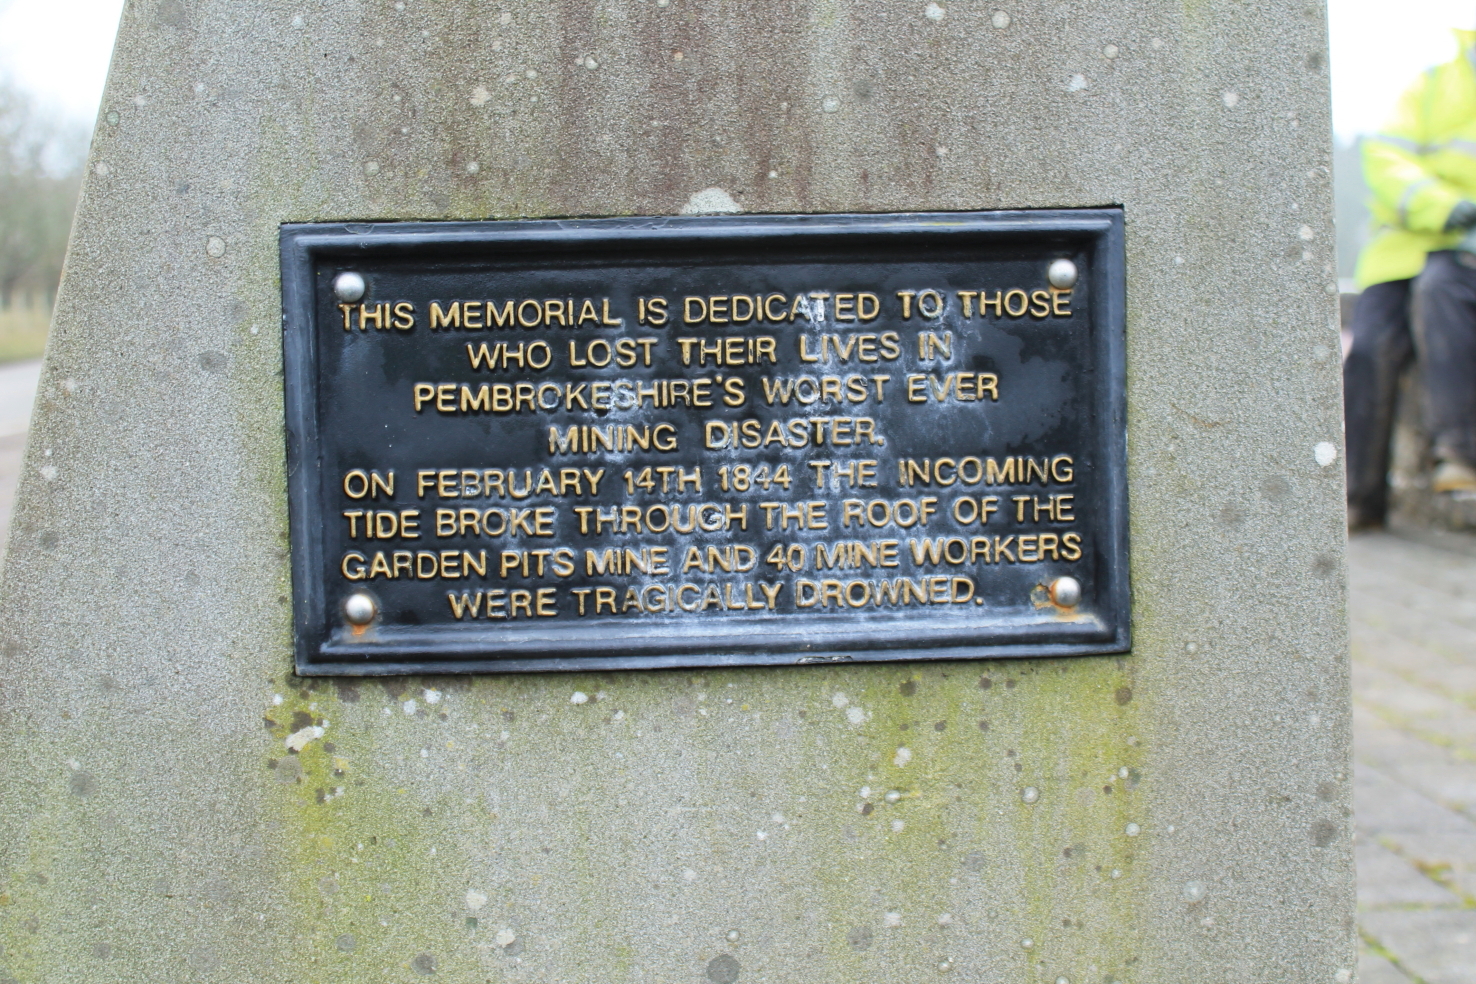 THIS MEMORIAL IS DEDICATED TO THOSE
WHO LOST THEIR LIVES IN
PEMBROKESHIRE'S WORST EVER
MINING DISASTER.
ON FEBRUARY 14TH 1844 THE INCOMING
TIDE BROKE THROUGH THE ROOF OF THE
GARDEN PITS MINE AND 40 MINE WORKERS
WERE TRAGICALLY DROWNED.